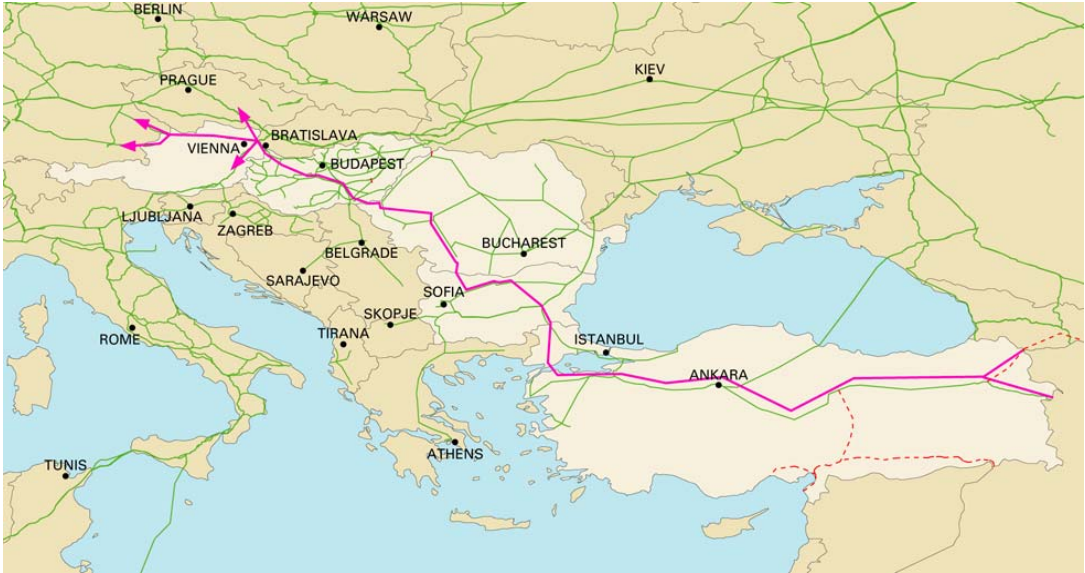 BERLIN
WARSAW
KIEV
PRAGUE
VIENNA
BRATISLAVA
BUDAPEST
LJUBLJANA
ZAGREB
BELGRADE
BUCHAREST
SARAJEVO
SOFIA
SKOPJE
TIRANA
ROME
ISTANBUL
ANKARA
ATHENS
TUNIS